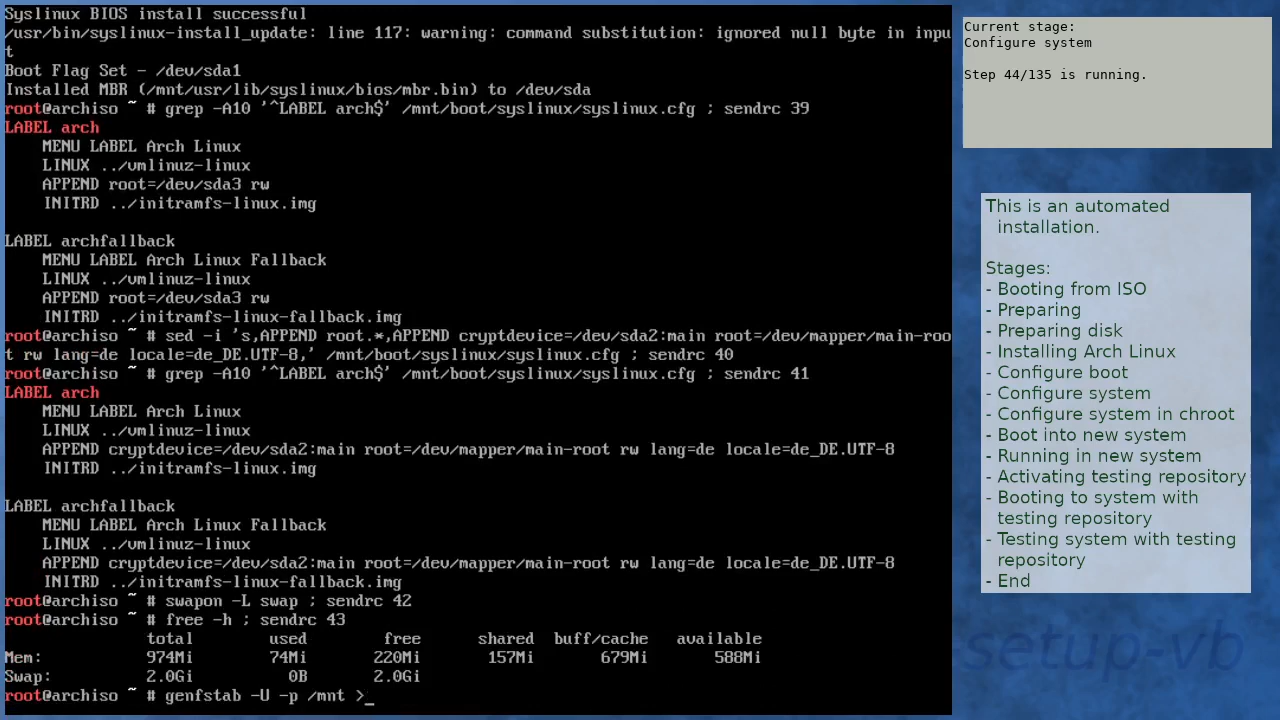 Syslinux BIOS install successful
/usr/bin/syslinux-install_update: line 117: warning: command substitution: ignored null byte in inpu
t
Boot Flag Set - /dev/sda1
Installed MBR (/mnt/usr/lib/syslinux/bios/mbr.bin) to /dev/sda
root@archiso ~ # grep -A10 '^LABEL arch$' /mnt/boot/syslinux/syslinux.cfg ; sendrc 39
LABEL arch
    MENU LABEL Arch Linux
    LINUX ../vmlinuz-linux
    APPEND root=/dev/sda3 rw
    INITRD ../initramfs-linux.img

LABEL archfallback
    MENU LABEL Arch Linux Fallback
    LINUX ../vmlinuz-linux
    APPEND root=/dev/sda3 rw
    INITRD ../initramfs-linux-fallback.img
root@archiso ~ # sed -i 's,APPEND root.*,APPEND cryptdevice=/dev/sda2:main root=/dev/mapper/main-roo
t rw lang=de locale=de_DE.UTF-8,' /mnt/boot/syslinux/syslinux.cfg ; sendrc 40
root@archiso ~ # grep -A10 '^LABEL arch$' /mnt/boot/syslinux/syslinux.cfg ; sendrc 41
LABEL arch
    MENU LABEL Arch Linux
    LINUX ../vmlinuz-linux
    APPEND cryptdevice=/dev/sda2:main root=/dev/mapper/main-root rw lang=de locale=de_DE.UTF-8
    INITRD ../initramfs-linux.img

LABEL archfallback
    MENU LABEL Arch Linux Fallback
    LINUX ../vmlinuz-linux
    APPEND cryptdevice=/dev/sda2:main root=/dev/mapper/main-root rw lang=de locale=de_DE.UTF-8
    INITRD ../initramfs-linux-fallback.img
root@archiso ~ # swapon -L swap ; sendrc 42
root@archiso ~ # free -h ; sendrc 43
               total        used        free      shared  buff/cache   available
Mem:           974Mi        74Mi       220Mi       157Mi       679Mi       588Mi
Swap:          2.0Gi          0B       2.0Gi
root@archiso ~ # genfstab -U -p /mnt >_
Current stage:
Configure system

Step 44/135 is running.
This is an automated
installation.

Stages:
- Booting from ISO
- Preparing
- Preparing disk
- Installing Arch Linux
- Configure boot
- Configure system
- Configure system in chroot
- Boot into new system
- Running in new system
- Activating testing repository
- Booting to system with
testing repository
- Testing system with testing
repository
- End
-setup-vb